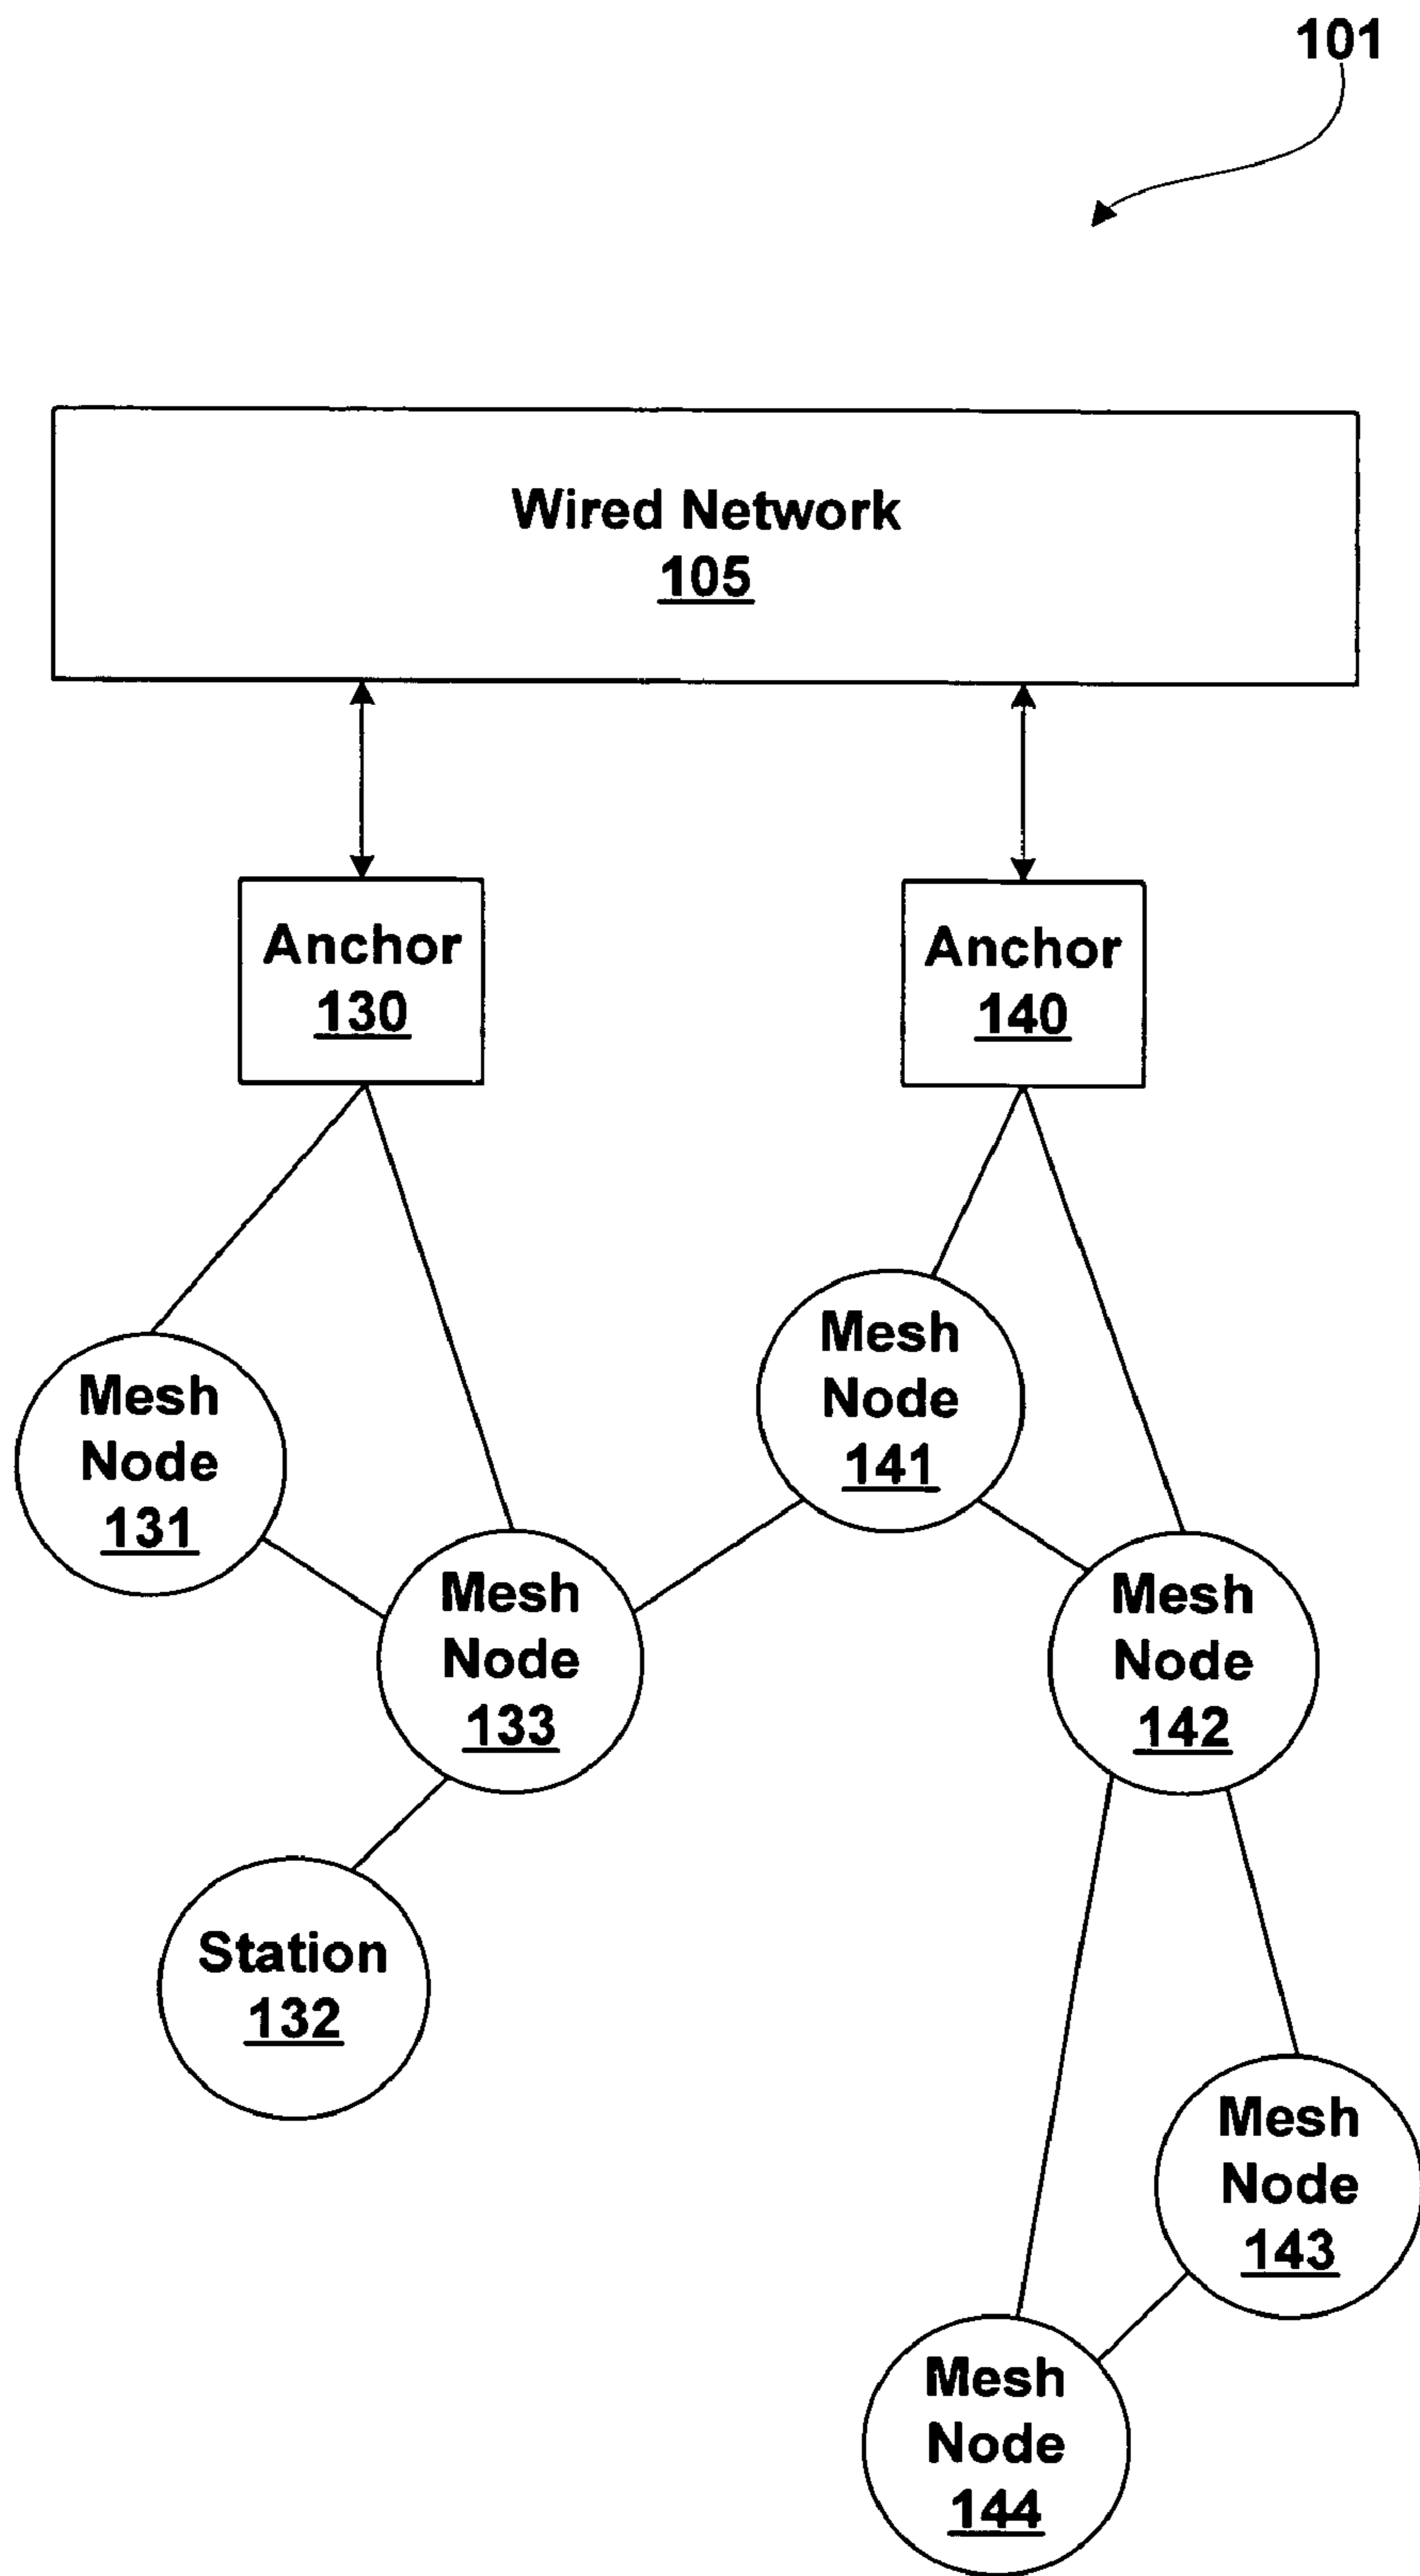 101
Wired Network
105
Anchor
130
Anchor
140
Mesh
Node
131
Mesh
Node
141
Mesh
Node
133
Mesh
Node
142
Station
132
Mesh
Node
143
Mesh
Node
144